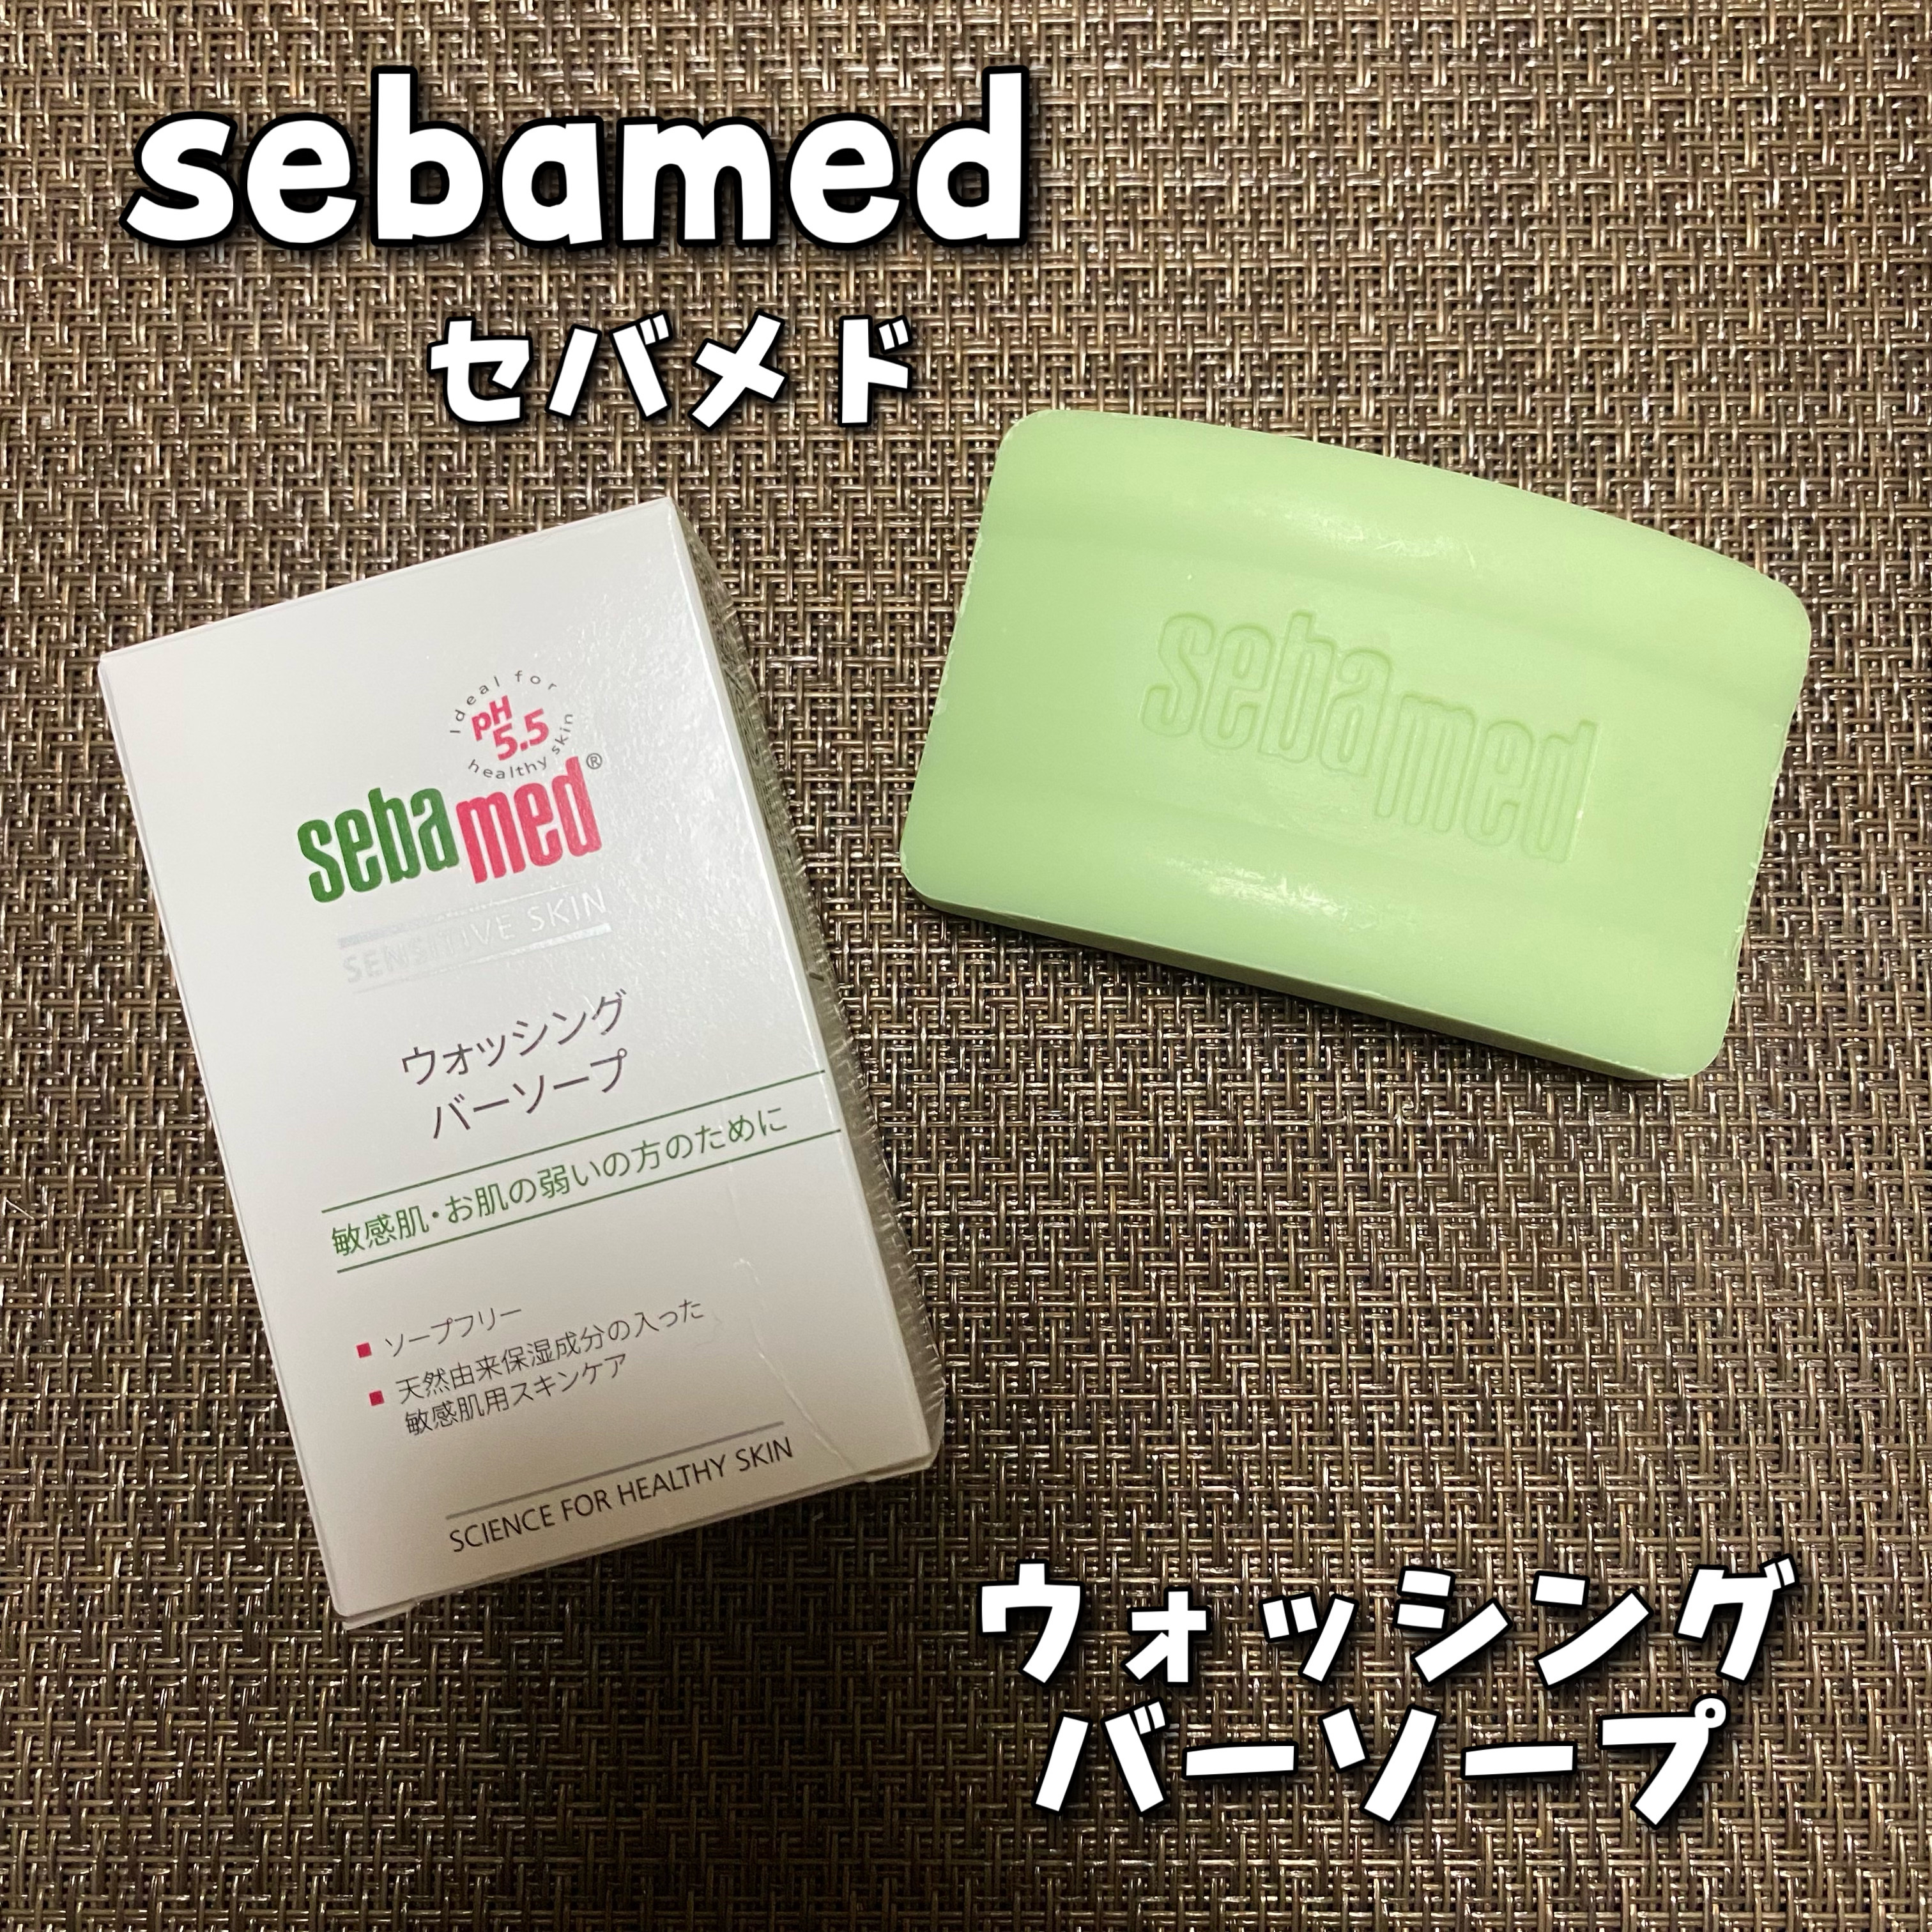 sebamed
セバメド
Ideal for
pH
5.5
healthy skin
sebamed®
SENSITIVE SKIN
ウォッシング
バーソープ
敏感肌・お肌の弱いの方のために
■ ソープフリー
■ 天然由来保湿成分の入った
敏感肌用スキンケア
SCIENCE FOR HEALTHY SKIN
sebamed
ウォッシング
バーソープ